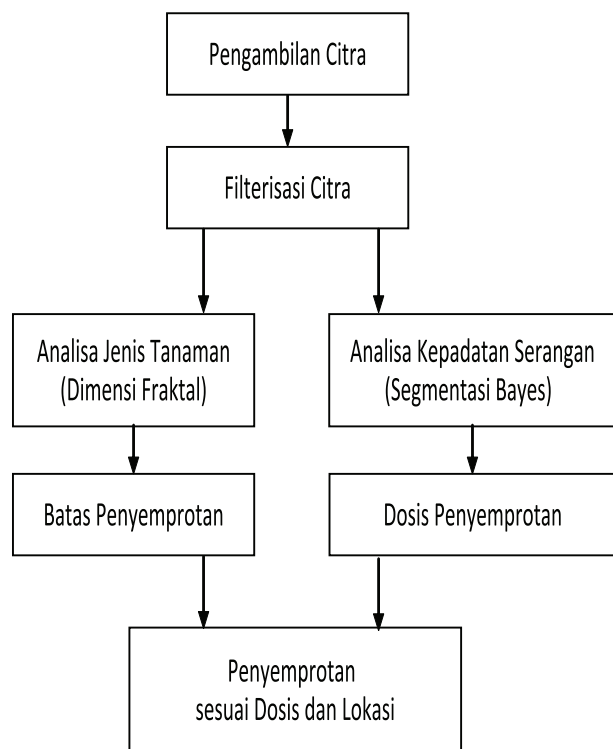 Pengambilan Citra
Filterisasi Citra
Analisa Jenis Tanaman
(Dimensi Fraktal)
Analisa Kepadatan Serangan
(Segmentasi Bayes)
Batas Penyemprotan
Dosis Penyemprotan
Penyemprotan
sesuai Dosis dan Lokasi